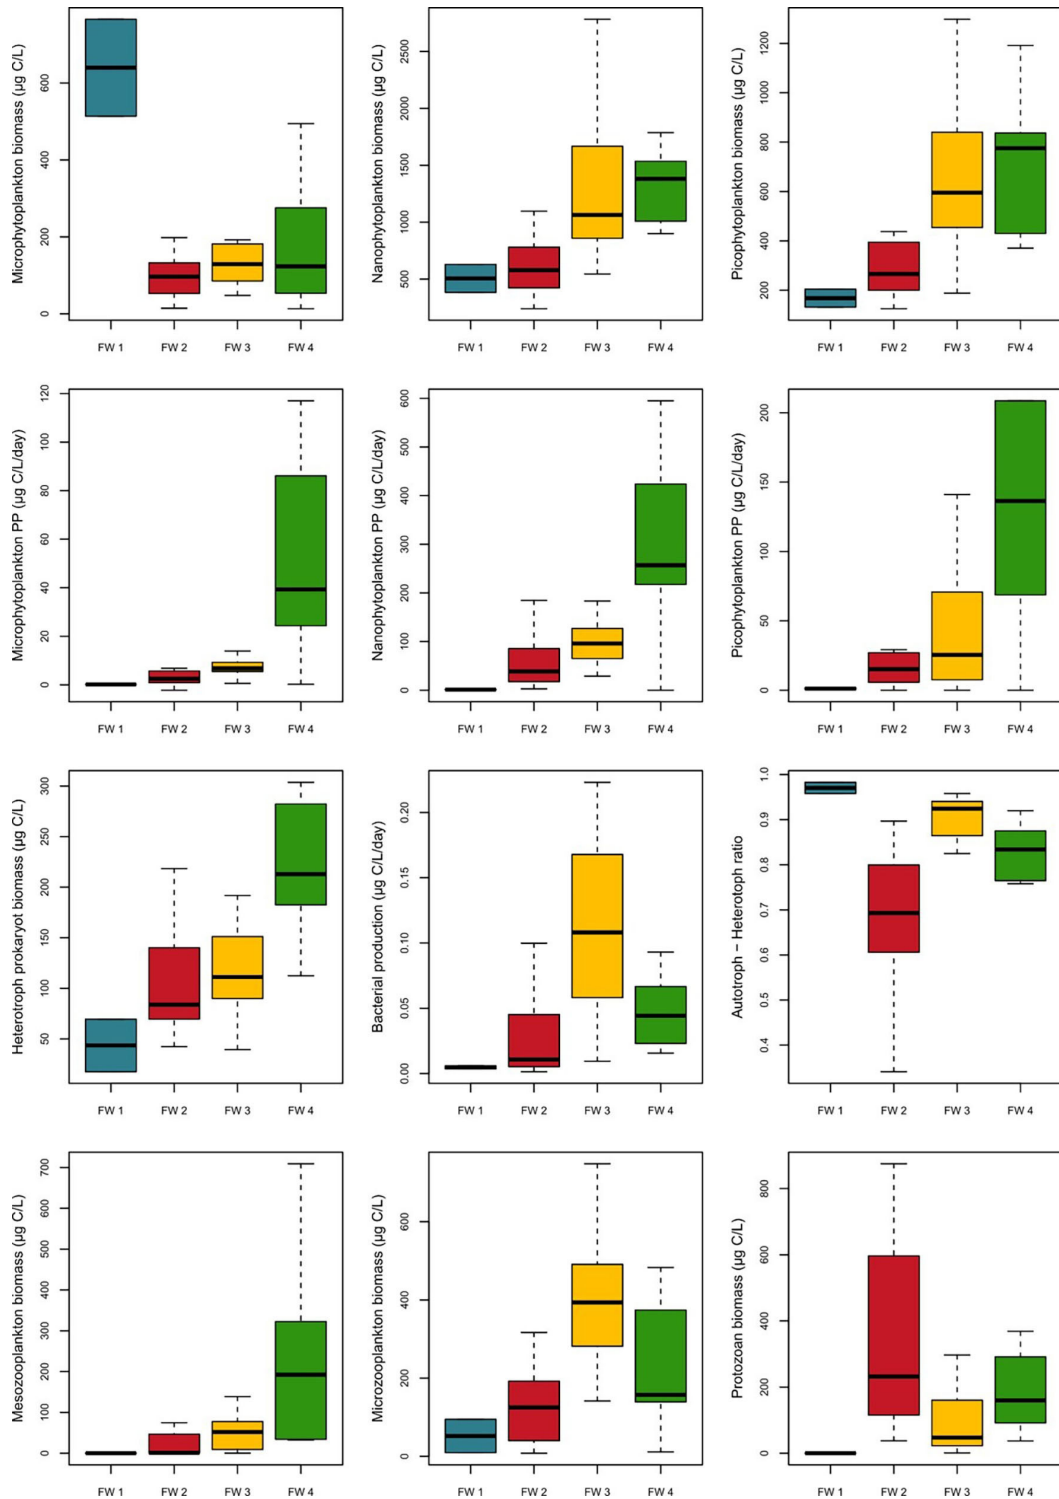 Microphytoplankton biomass (µg C/L)
600
400
200
0
FW 1 FW 2 FW 3 FW 4
Nanophytoplankton biomass (µg C/L)
2500
2000
1500
1000
500
FW 1 FW 2 FW 3 FW 4
Picophytoplankton biomass (µg C/L)
1200
1000
800
600
400
200
FW 1 FW 2 FW 3 FW 4
Microphytoplankton PP (µg C/L/day)
120
100
80
60
40
20
0
FW 1 FW 2 FW 3 FW 4
Nanophytoplankton PP (µg C/L/day)
600
500
400
300
200
100
0
FW 1 FW 2 FW 3 FW 4
Picophytoplankton PP (µg C/L/day)
200
150
100
50
0
FW 1 FW 2 FW 3 FW 4
Heterotroph prokaryot biomass (µg C/L)
300
250
200
150
100
50
FW 1 FW 2 FW 3 FW 4
Bacterial production (µg C/L/day)
0.20
0.15
0.10
0.05
0.00
FW 1 FW 2 FW 3 FW 4
Autotroph − Heterotoph ratio
1.0
0.9
0.8
0.7
0.6
0.5
0.4
FW 1 FW 2 FW 3 FW 4
Mesozooplankton biomass (µg C/L)
700
600
500
400
300
200
100
0
FW 1 FW 2 FW 3 FW 4
Microzooplankton biomass (µg C/L)
600
400
200
0
FW 1 FW 2 FW 3 FW 4
Protozoan biomass (µg C/L)
800
600
400
200
0
FW 1 FW 2 FW 3 FW 4